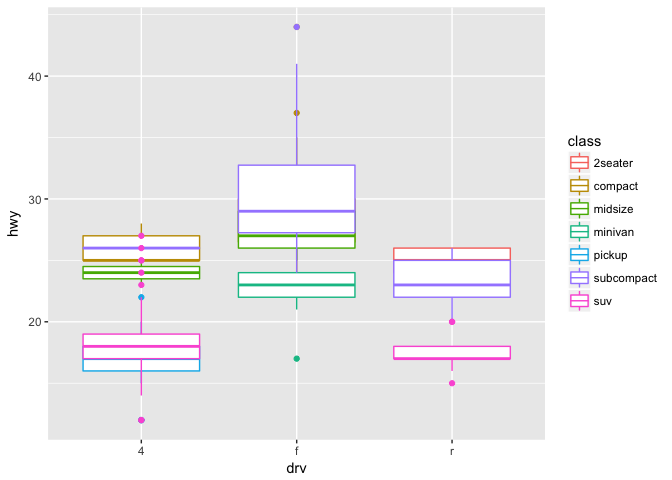 40
30
20
hwy
4 f r
drv
class
2seater
compact
midsize
minivan
pickup
subcompact
suv